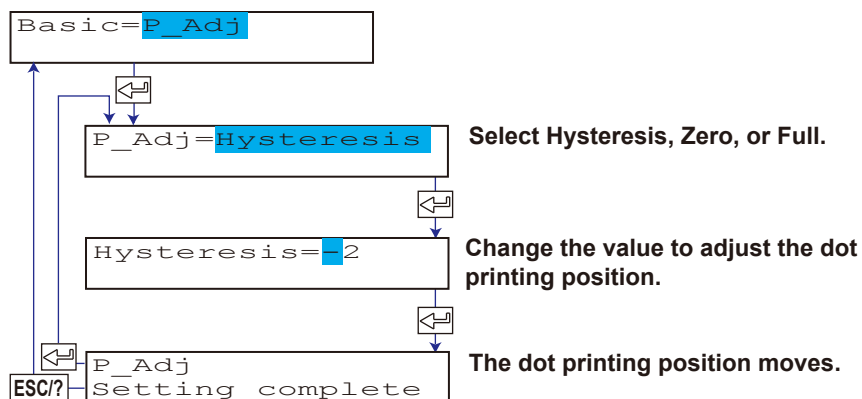 Basic=P_Adj
P_Adj=Hysteresis
Select Hysteresis, Zero, or Full.
Hysteresis=-2
Change the value to adjust the dot
printing position.
P_Adj
Setting complete
The dot printing position moves.
ESC/?